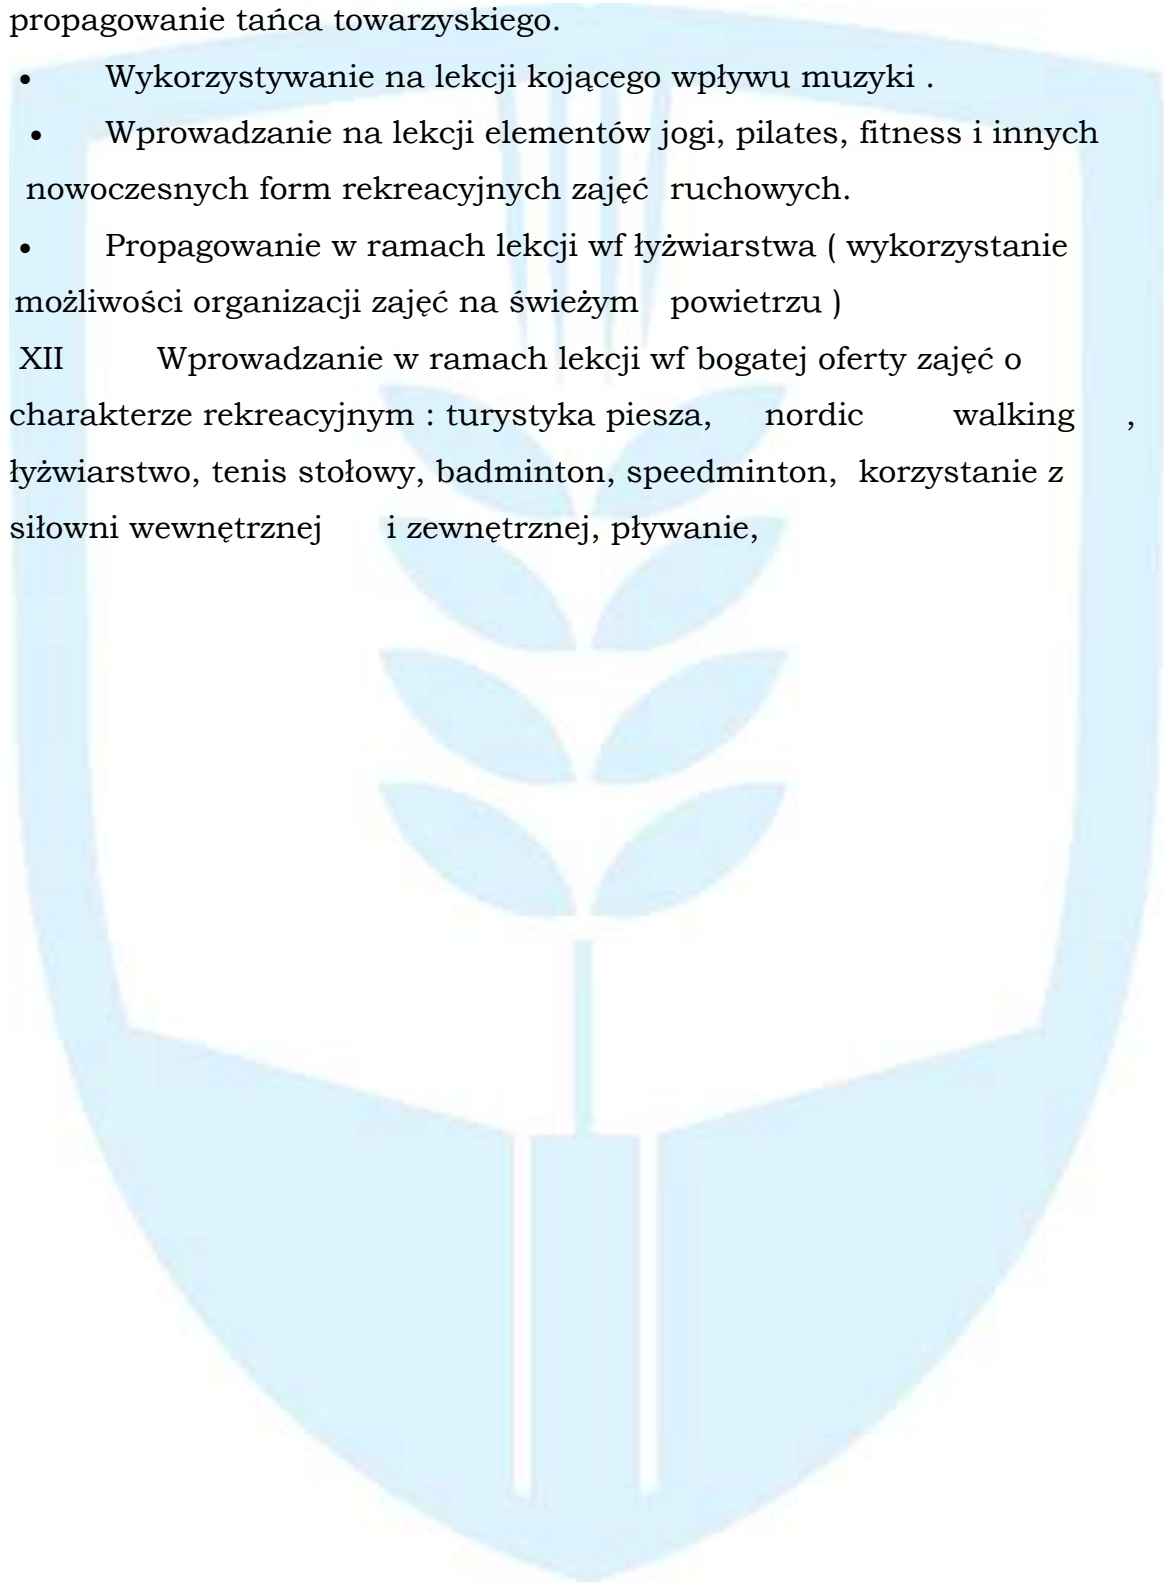 propagowanie tańca towarzyskiego.
• Wykorzystywanie na lekcji kojącego wpływu muzyki .
• Wprowadzanie na lekcji elementów jogi, pilates, fitness i innych
nowoczesnych form rekreacyjnych zajęć ruchowych.
• Propagowanie w ramach lekcji wf łyżwiarstwa ( wykorzystanie
możliwości organizacji zajęć na świeżym powietrzu )
XII Wprowadzanie w ramach lekcji wf bogatej oferty zajęć o
charakterze rekreacyjnym : turystyka piesza, nordic walking ,
łyżwiarstwo, tenis stołowy, badminton, speedminton, korzystanie z
siłowni wewnętrznej i zewnętrznej, pływanie,